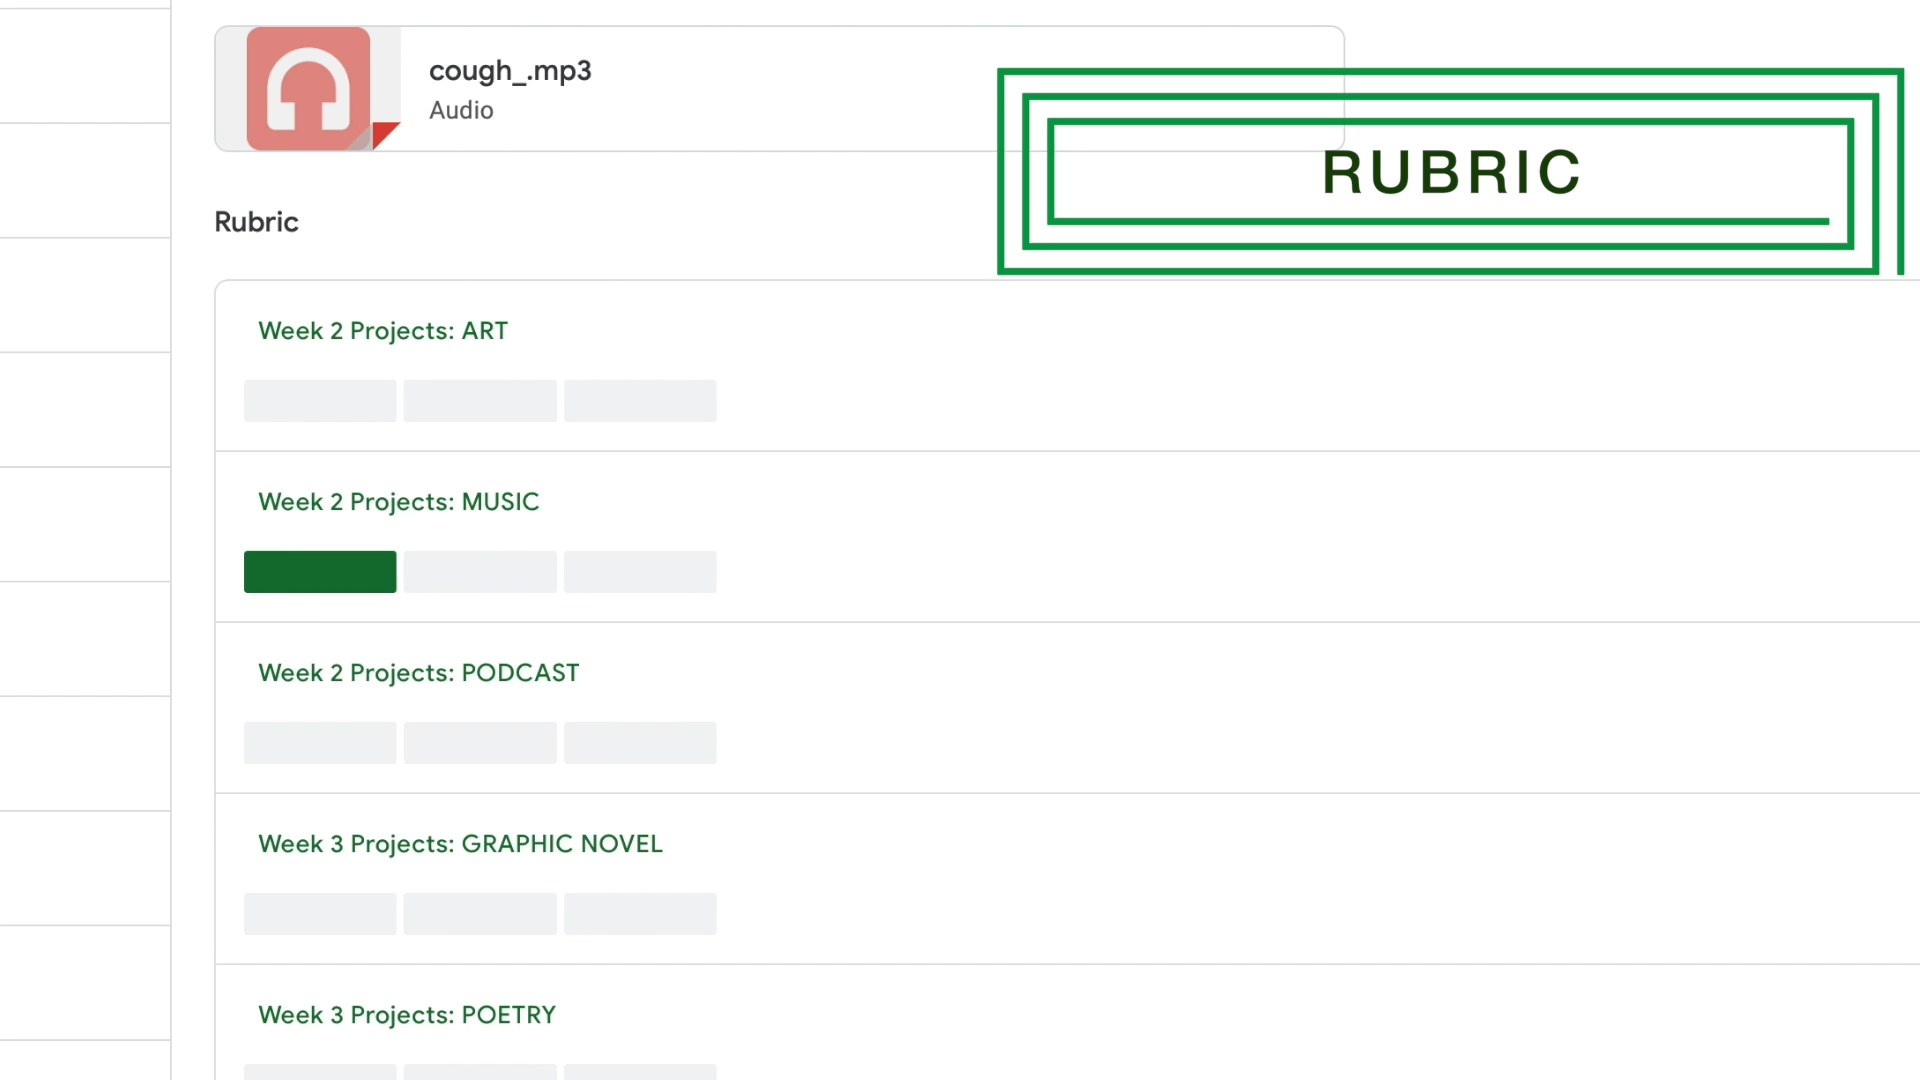 cough_.mp3
Audio
RUBRIC
Rubric
Week 2 Projects: ART
Week 2 Projects: MUSIC
Week 2 Projects: PODCAST
Week 3 Projects: GRAPHIC NOVEL
Week 3 Projects: POETRY